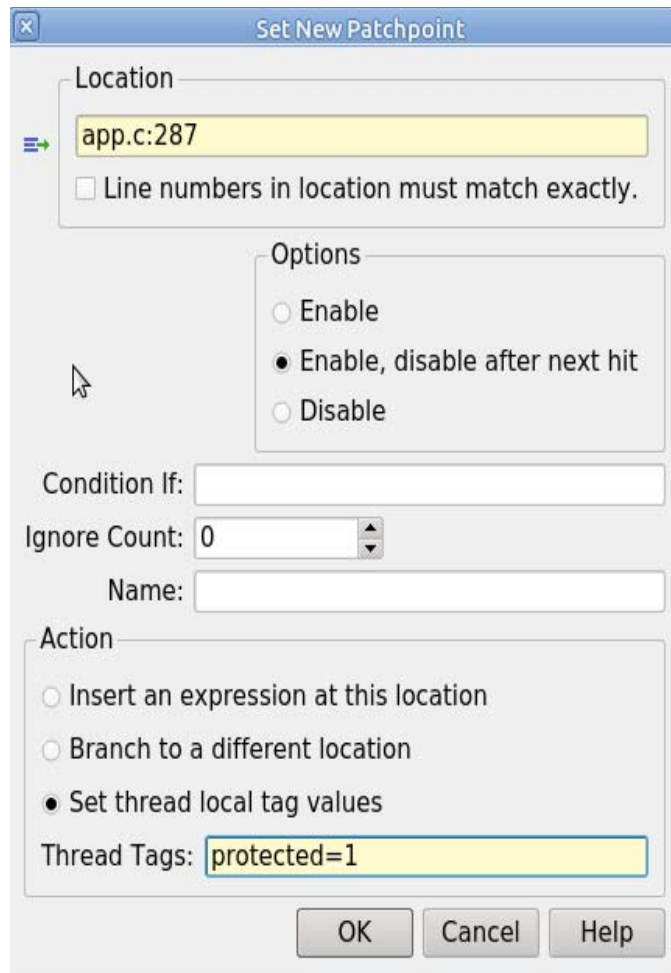 Set New Patchpoint
Location
app.c:287
Line numbers in location must match exactly.
Options
Enable
Enable, disable after next hit
Disable
Condition If:
Ignore Count: 0
Name:
Action
Insert an expression at this location
Branch to a different location
Set thread local tag values
Thread Tags: protected=1
OK Cancel Help